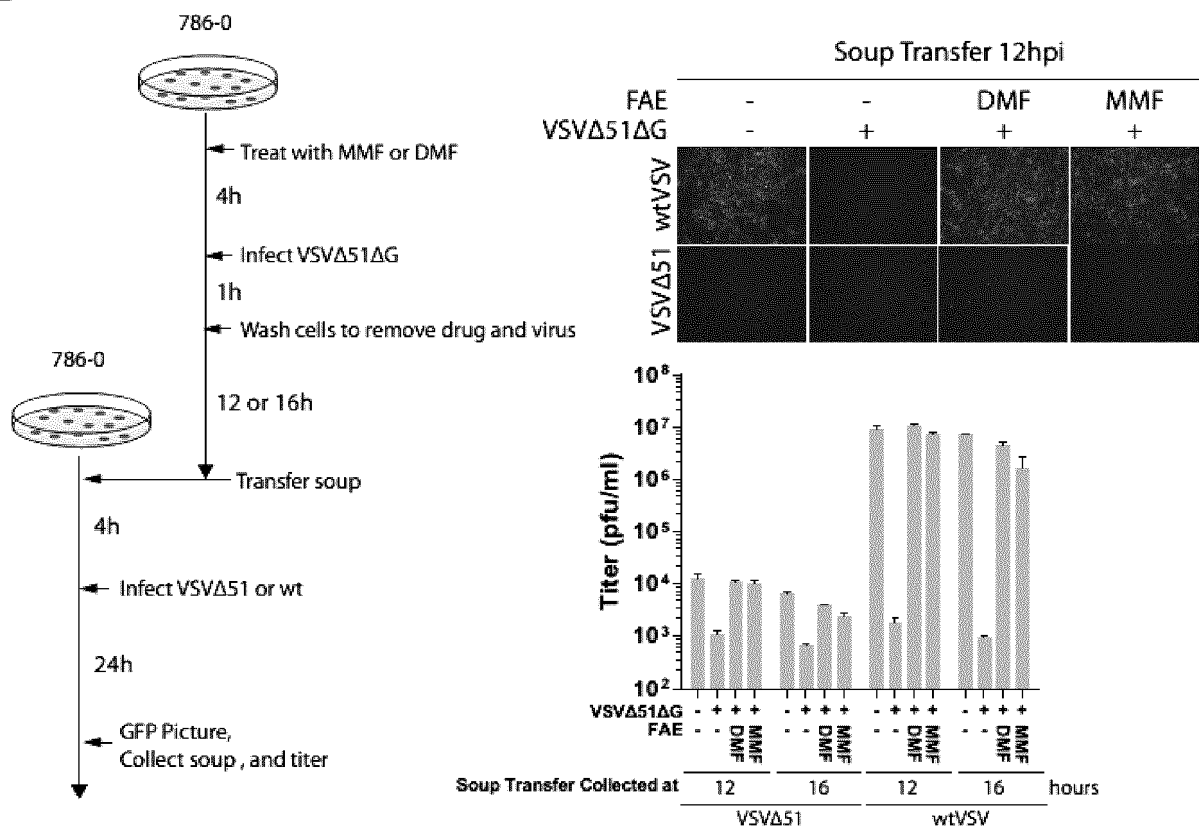 786-0
Treat with MMF or DMF
4h
Infect VSVΔ51ΔG
1h
Wash cells to remove drug and virus
786-0
12 or 16h
Transfer soup
4h
Infect VSVΔ51 or wt
24h
GFP Picture,
Collect soup , and titer
Soup Transfer 12hpi
FAE - - DMF MMF
VSVΔ51ΔG - + + +
wtVSV
VSVΔ51
Titer (pfu/ml)
10⁸
10⁷
10⁶
10⁵
10⁴
10³
10²
VSVΔ51ΔG - + + + - + + + - + + + - + + +
FAE - - DMF MMF - - DMF MMF - - DMF MMF - - DMF MMF
Soup Transfer Collected at 12 16 12 16 hours
VSVΔ51 wtVSV